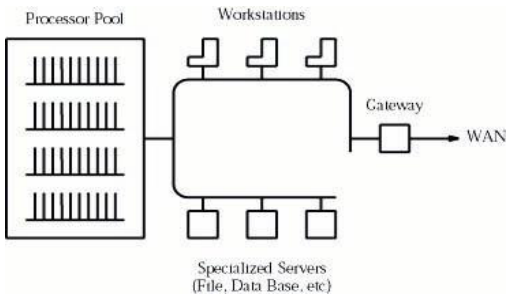 Processor Pool
Workstations
Gateway
WAN
Specialized Servers
(File, Data Base, etc)